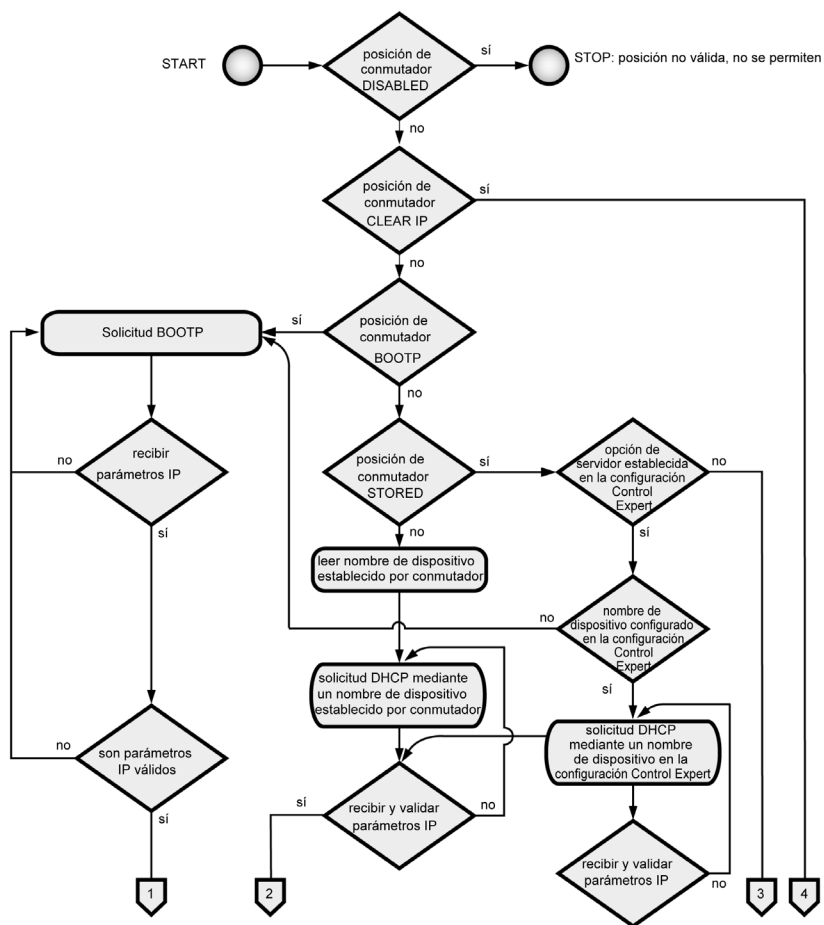 START
posición de
conmutador
DISABLED
sí
STOP: posición no válida, no se permiten
no
posición de
conmutador
CLEAR IP
sí
no
Solicitud BOOTP
sí
posición de
conmutador
BOOTP
no
recibir
parámetros IP
no
sí
posición de
conmutador
STORED
sí
no
opción de
servidor establecida
en la configuración
Control
Expert
no
sí
leer nombre de dispositivo
establecido por conmutador
nombre de
dispositivo configurado
en la configuración
Control
Expert
no
sí
solicitud DHCP mediante
un nombre de dispositivo
establecido por conmutador
son parámetros
IP válidos
no
sí
solicitud DHCP
mediante un nombre
de dispositivo en la
configuración Control Expert
recibir y validar
parámetros IP
sí
no
recibir y validar
parámetros IP
no
1
2
3
4